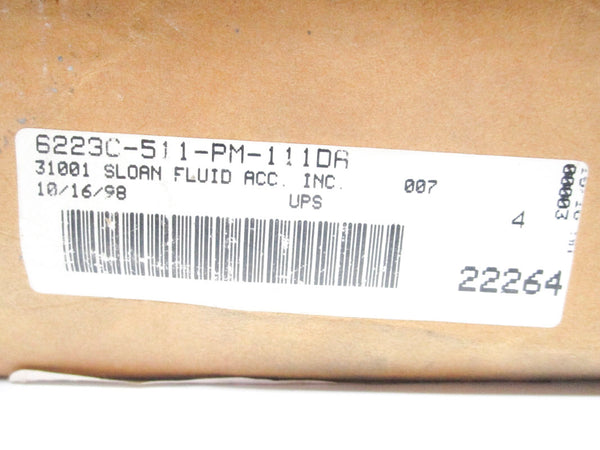 6223C-511-PM-111DA
31001 SLOAN FLUID ACC. INC. 007
10/16/98 UPS 4
22264